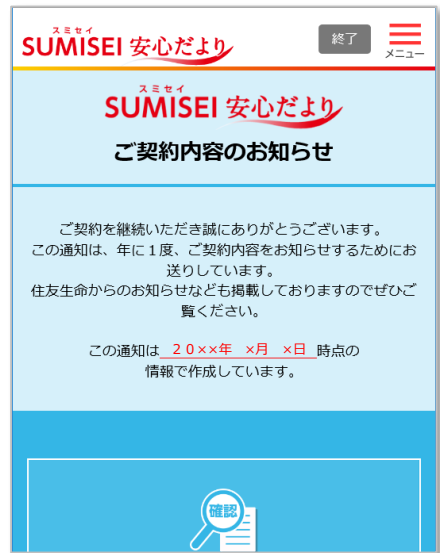 スミセイ
SUMISEI 安心だより
終了
メニュー
スミセイ
SUMISEI 安心だより
ご契約内容のお知らせ
ご契約を継続いただき誠にありがとうございます。
この通知は、年に１度、ご契約内容をお知らせするためにお
送りしています。
住友生命からのお知らせなども掲載しておりますのでぜひご
覧ください。
この通知は ２０××年 ×月 ×日 時点の
情報で作成しています。
確認